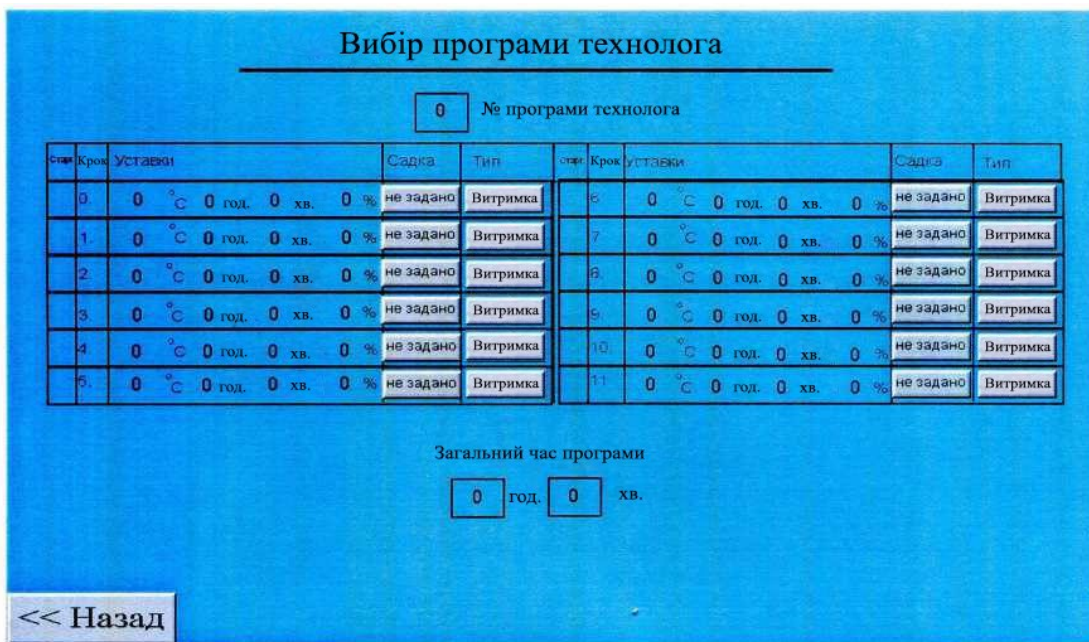 Вибір програми технолога
0 № програми технолога
Старт Крок Уставки Садка Тип Старт Крок Уставки Садка Тип
0. 0 °C 0 год. 0 хв. 0 % не задано Витримка 6 0 °C 0 год. 0 хв. 0 % не задано Витримка
1. 0 °C 0 год. 0 хв. 0 % не задано Витримка 7 0 °C 0 год. 0 хв. 0 % не задано Витримка
2. 0 °C 0 год. 0 хв. 0 % не задано Витримка 8. 0 °C 0 год. 0 хв. 0 % не задано Витримка
3. 0 °C 0 год. 0 хв. 0 % не задано Витримка 9. 0 °C 0 год. 0 хв. 0 % не задано Витримка
4. 0 °C 0 год. 0 хв. 0 % не задано Витримка 10. 0 °C 0 год. 0 хв. 0 % не задано Витримка
5. 0 °C 0 год. 0 хв. 0 % не задано Витримка 11 0 °C 0 год. 0 хв. 0 % не задано Витримка
Загальний час програми
0 год. 0 хв.
<< Назад